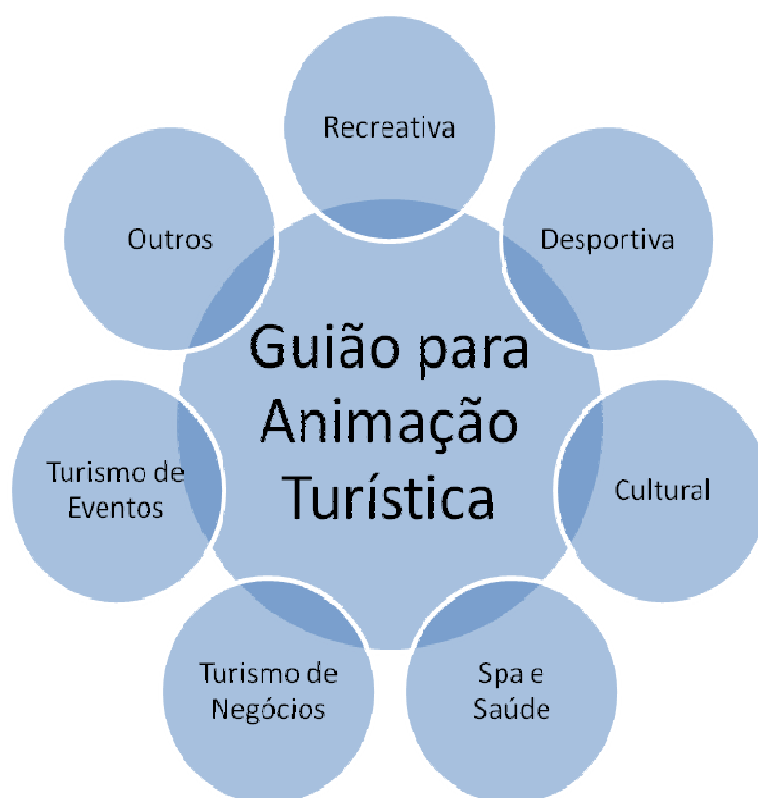 Recreativa
Outros
Desportiva
Guião para
Animação
Turística
Turismo de
Eventos
Cultural
Turismo de
Negócios
Spa e
Saúde